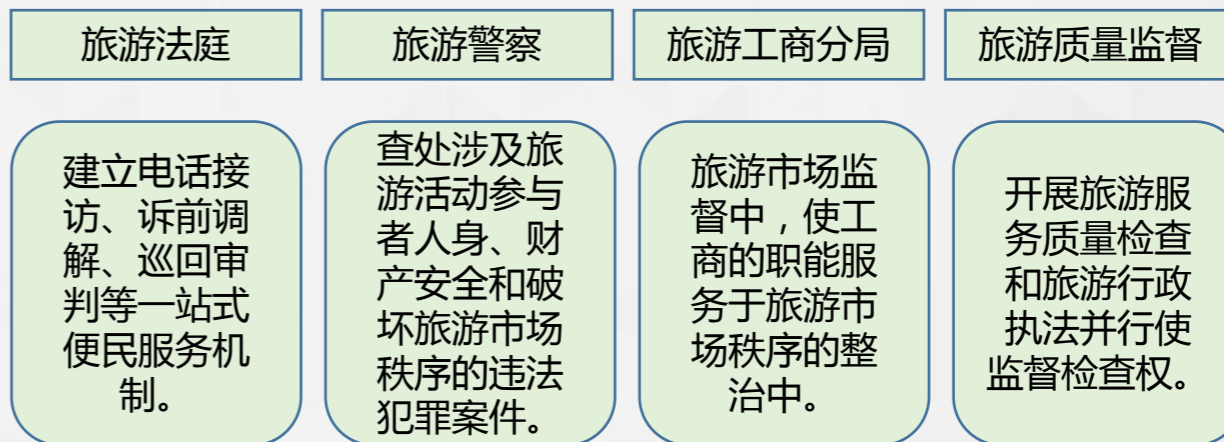 旅游法庭
旅游警察
旅游工商分局
旅游质量监督
建立电话接
访、诉前调
解、巡回审
判等一站式
便民服务机
制。
查处涉及旅
游活动参与
者人身、财
产安全和破
坏旅游市场
秩序的违法
犯罪案件。
旅游市场监
督中，使工
商的职能服
务于旅游市
场秩序的整
治中。
开展旅游服
务质量检查
和旅游行政
执法并行使
监督检查权。